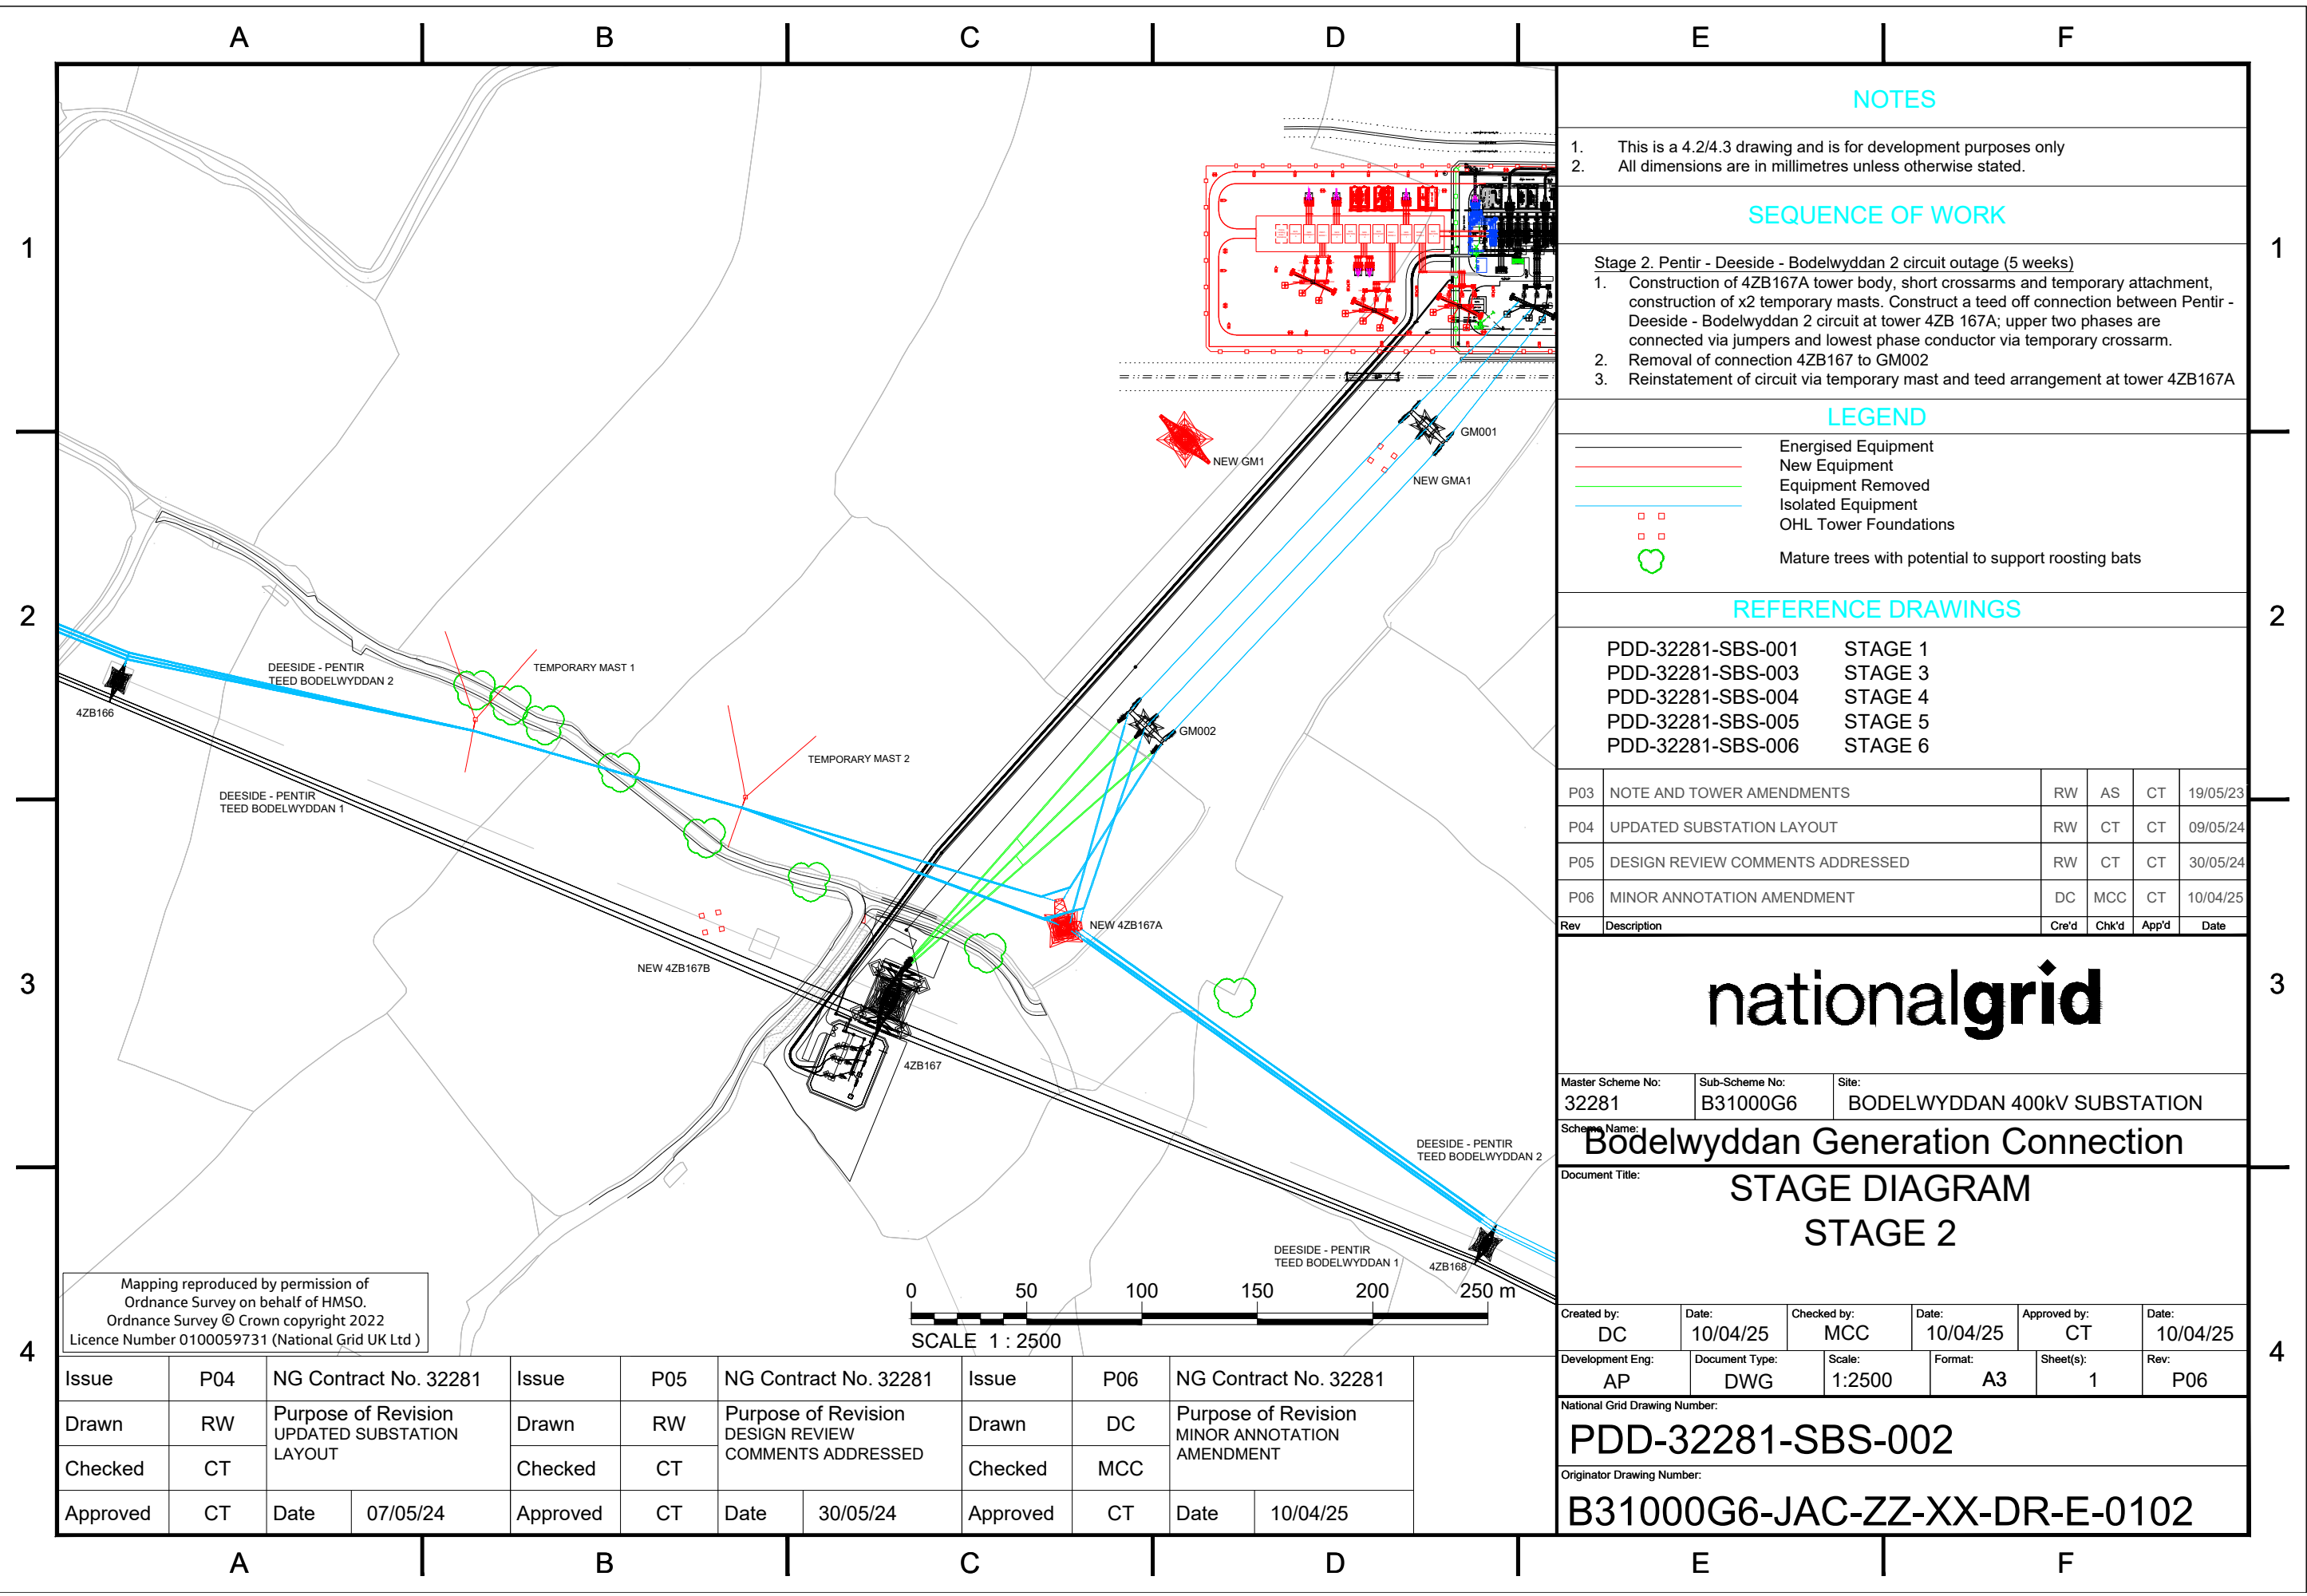 A B C D E F
1
2
3
4
NEW GM1
GM001
NEW GMA1
DEESIDE - PENTIR
TEED BODELWYDDAN 2
4ZB166
TEMPORARY MAST 1
GM002
TEMPORARY MAST 2
DEESIDE - PENTIR
TEED BODELWYDDAN 1
NEW 4ZB167A
NEW 4ZB167B
4ZB167
DEESIDE - PENTIR
TEED BODELWYDDAN 2
DEESIDE - PENTIR
TEED BODELWYDDAN 1
4ZB168
Mapping reproduced by permission of
Ordnance Survey on behalf of HMSO.
Ordnance Survey © Crown copyright 2022
Licence Number 0100059731 (National Grid UK Ltd )
0 50 100 150 200 250 m
SCALE 1 : 2500
Issue P04 NG Contract No. 32281
Drawn RW Purpose of Revision
UPDATED SUBSTATION
LAYOUT
Checked CT
Approved CT Date 07/05/24
Issue P05 NG Contract No. 32281
Drawn RW Purpose of Revision
DESIGN REVIEW
COMMENTS ADDRESSED
Checked CT
Approved CT Date 30/05/24
Issue P06 NG Contract No. 32281
Drawn DC Purpose of Revision
MINOR ANNOTATION
AMENDMENT
Checked MCC
Approved CT Date 10/04/25
NOTES
1. This is a 4.2/4.3 drawing and is for development purposes only
2. All dimensions are in millimetres unless otherwise stated.
SEQUENCE OF WORK
Stage 2. Pentir - Deeside - Bodelwyddan 2 circuit outage (5 weeks)
1. Construction of 4ZB167A tower body, short crossarms and temporary attachment,
construction of x2 temporary masts. Construct a teed off connection between Pentir -
Deeside - Bodelwyddan 2 circuit at tower 4ZB 167A; upper two phases are
connected via jumpers and lowest phase conductor via temporary crossarm.
2. Removal of connection 4ZB167 to GM002
3. Reinstatement of circuit via temporary mast and teed arrangement at tower 4ZB167A
LEGEND
Energised Equipment
New Equipment
Equipment Removed
Isolated Equipment
OHL Tower Foundations
Mature trees with potential to support roosting bats
REFERENCE DRAWINGS
PDD-32281-SBS-001 STAGE 1
PDD-32281-SBS-003 STAGE 3
PDD-32281-SBS-004 STAGE 4
PDD-32281-SBS-005 STAGE 5
PDD-32281-SBS-006 STAGE 6
P03 NOTE AND TOWER AMENDMENTS RW AS CT 19/05/23
P04 UPDATED SUBSTATION LAYOUT RW CT CT 09/05/24
P05 DESIGN REVIEW COMMENTS ADDRESSED RW CT CT 30/05/24
P06 MINOR ANNOTATION AMENDMENT DC MCC CT 10/04/25
Rev Description Cre'd Chk'd App'd Date
nationalgrid
Master Scheme No: Sub-Scheme No: Site:
32281 B31000G6 BODELWYDDAN 400kV SUBSTATION
Scheme Name:
Bodelwyddan Generation Connection
Document Title:
STAGE DIAGRAM
STAGE 2
Created by: Date: Checked by: Date: Approved by: Date:
DC 10/04/25 MCC 10/04/25 CT 10/04/25
Development Eng: Document Type: Scale: Format: Sheet(s): Rev:
AP DWG 1:2500 A3 1 P06
National Grid Drawing Number:
PDD-32281-SBS-002
Originator Drawing Number:
B31000G6-JAC-ZZ-XX-DR-E-0102
1
2
3
4
A B C D E F